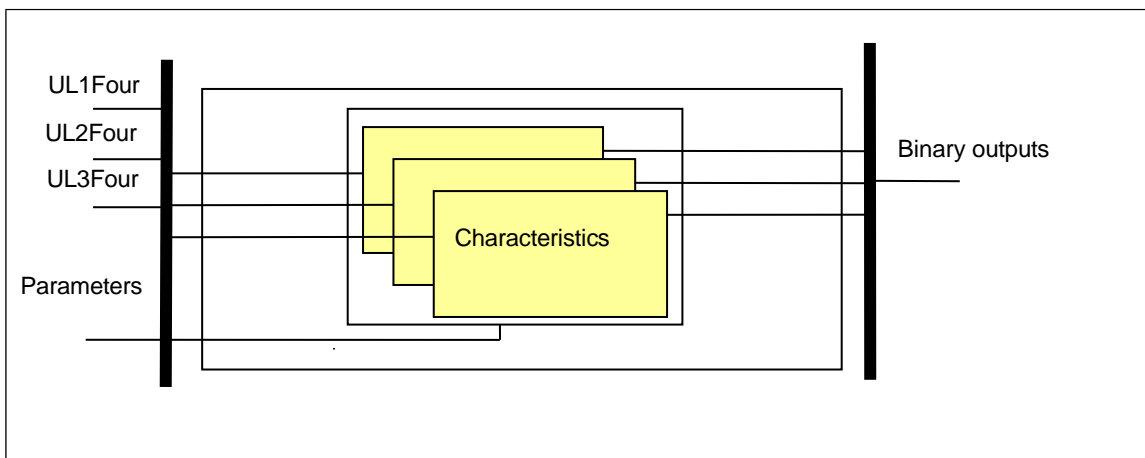 UL1Four
UL2Four
UL3Four
Parameters
Characteristics
Binary outputs